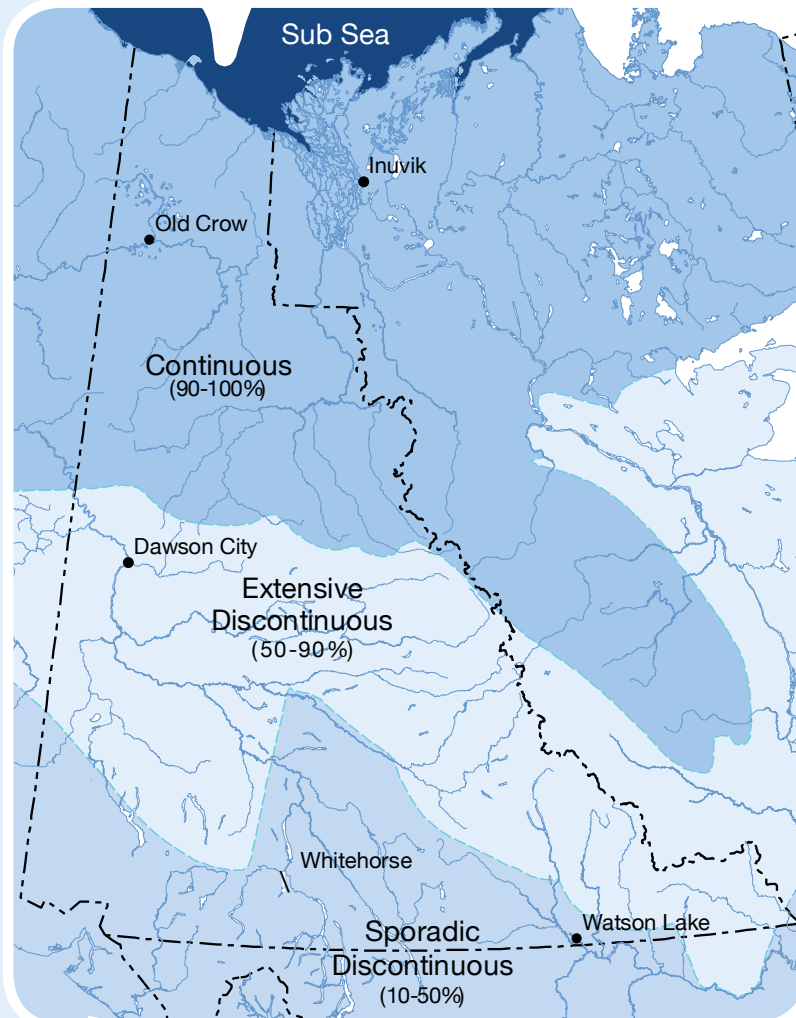 Sub Sea
Inuvik
Old Crow
Continuous
(90-100%)
Dawson City
Extensive
Discontinuous
(50-90%)
Whitehorse
Watson Lake
Sporadic
Discontinuous
(10-50%)